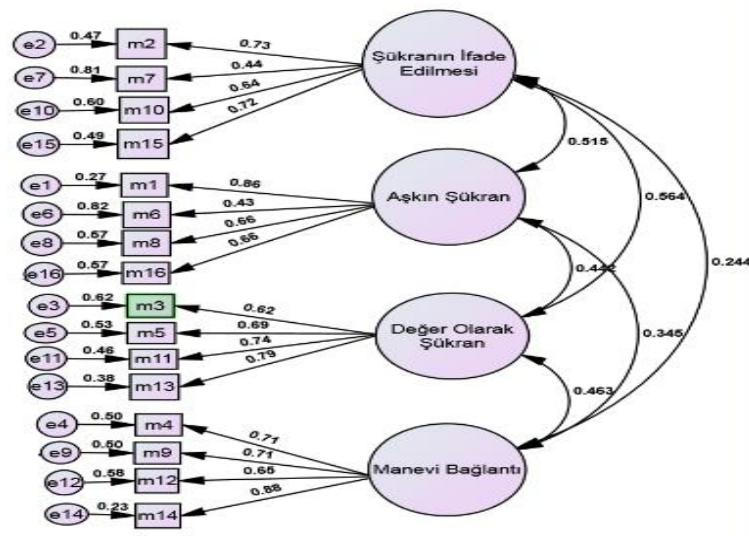 e2 0.47 m2 0.73
e7 0.81 m7 0.44
e10 0.60 m10 0.64
e15 0.49 m15 0.72
Şükranın İfade
Edilmesi
0.515
e1 0.27 m1 0.86
e6 0.82 m6 0.43
e8 0.57 m8 0.66
e16 0.57 m16 0.66
Aşkın Şükran
0.564
0.442
0.244
e3 0.62 m3 0.62
e5 0.53 m5 0.69
e11 0.46 m11 0.74
e13 0.38 m13 0.79
Değer Olarak
Şükran
0.345
0.463
e4 0.50 m4 0.71
e9 0.50 m9 0.71
e12 0.58 m12 0.65
e14 0.23 m14 0.88
Manevi Bağlantı